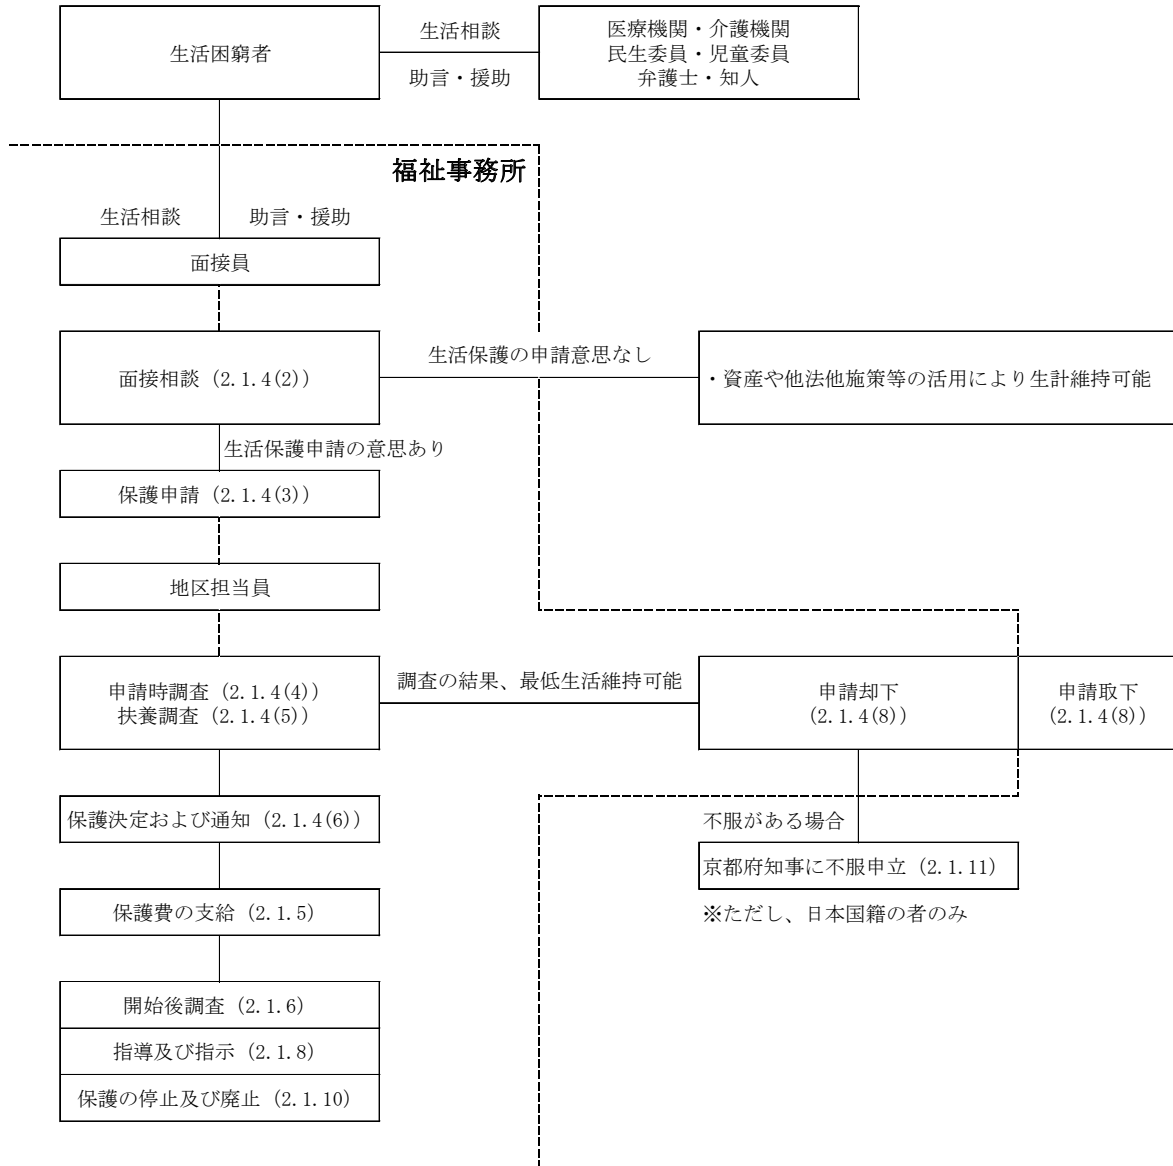 生活困窮者
生活相談
助言・援助
医療機関・介護機関
民生委員・児童委員
弁護士・知人
福祉事務所
生活相談
助言・援助
面接員
面接相談（2.1.4(2)）
生活保護の申請意思なし
・資産や他法他施策等の活用により生計維持可能
生活保護申請の意思あり
保護申請（2.1.4(3)）
地区担当員
申請時調査（2.1.4(4)）
扶養調査（2.1.4(5)）
調査の結果、最低生活維持可能
申請却下
（2.1.4(8)）
申請取下
（2.1.4(8)）
保護決定および通知（2.1.4(6)）
不服がある場合
京都府知事に不服申立（2.1.11）
※ただし、日本国籍の者のみ
保護費の支給（2.1.5）
開始後調査（2.1.6）
指導及び指示（2.1.8）
保護の停止及び廃止（2.1.10）